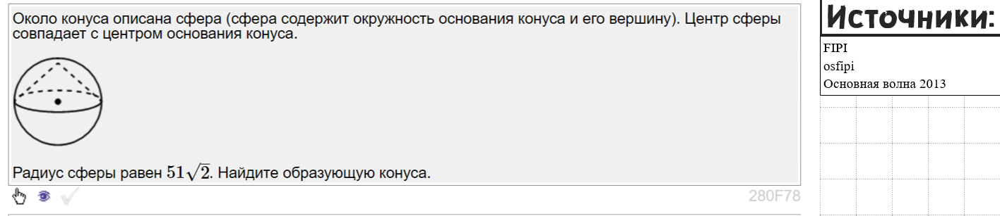 Около конуса описана сфера (сфера содержит окружность основания конуса и его вершину). Центр сферы
совпадает с центром основания конуса.
Радиус сферы равен 51√2. Найдите образующую конуса.
280F78
Источники:
FIPI
osfipi
Основная волна 2013